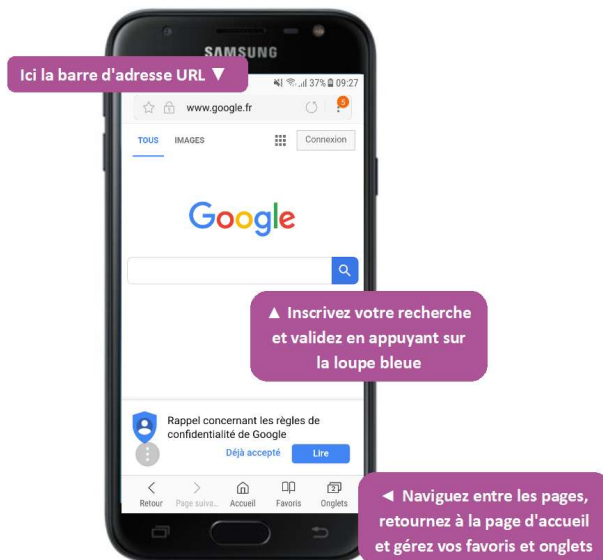 SAMSUNG
Ici la barre d'adresse URL ▼
37% 09:27
www.google.fr
5
TOUS IMAGES
Connexion
Google
▲ Inscrivez votre recherche
et validez en appuyant sur
la loupe bleue
Rappel concernant les règles de
confidentialité de Google
Déjà accepté Lire
2
Retour Page suiva... Accueil Favoris Onglets
◄ Naviguez entre les pages,
retournez à la page d'accueil
et gérez vos favoris et onglets